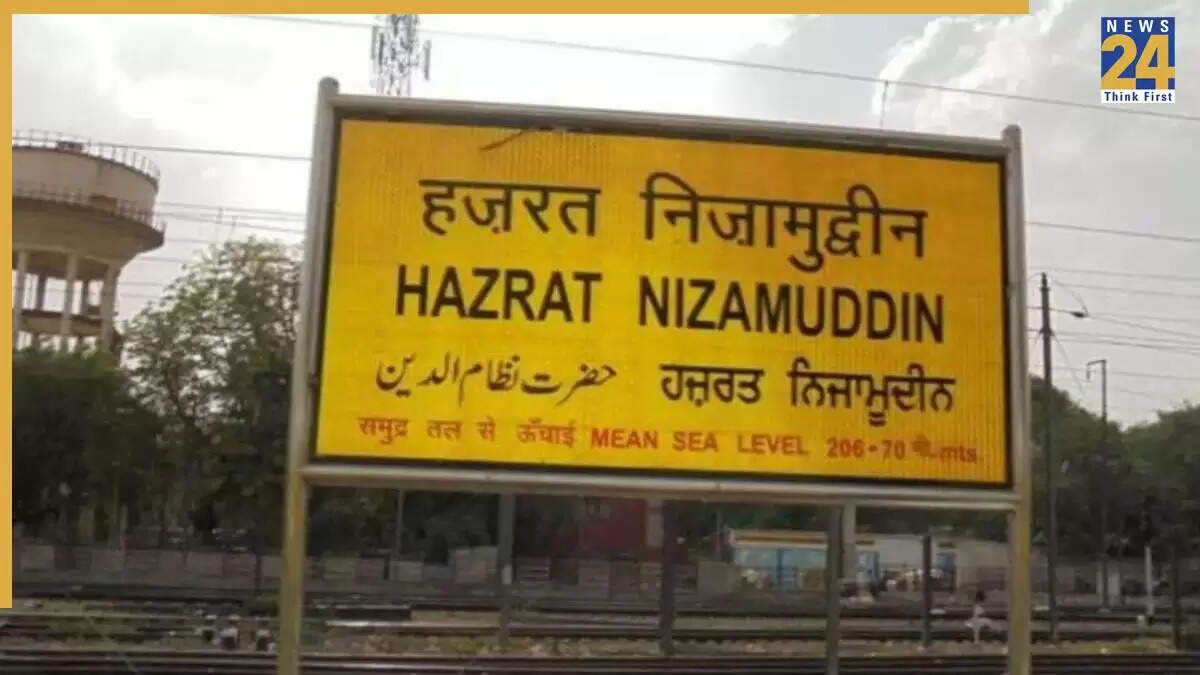 NEWS
24
Think First
हज़रत निज़ामुद्दीन
HAZRAT NIZAMUDDIN
حضرت نظام الدین ਹਜ਼ਰਤ ਨਿਜਾਮੂਦੀਨ
समुद्र तल से ऊँचाई MEAN SEA LEVEL 206·70 मी.mts.